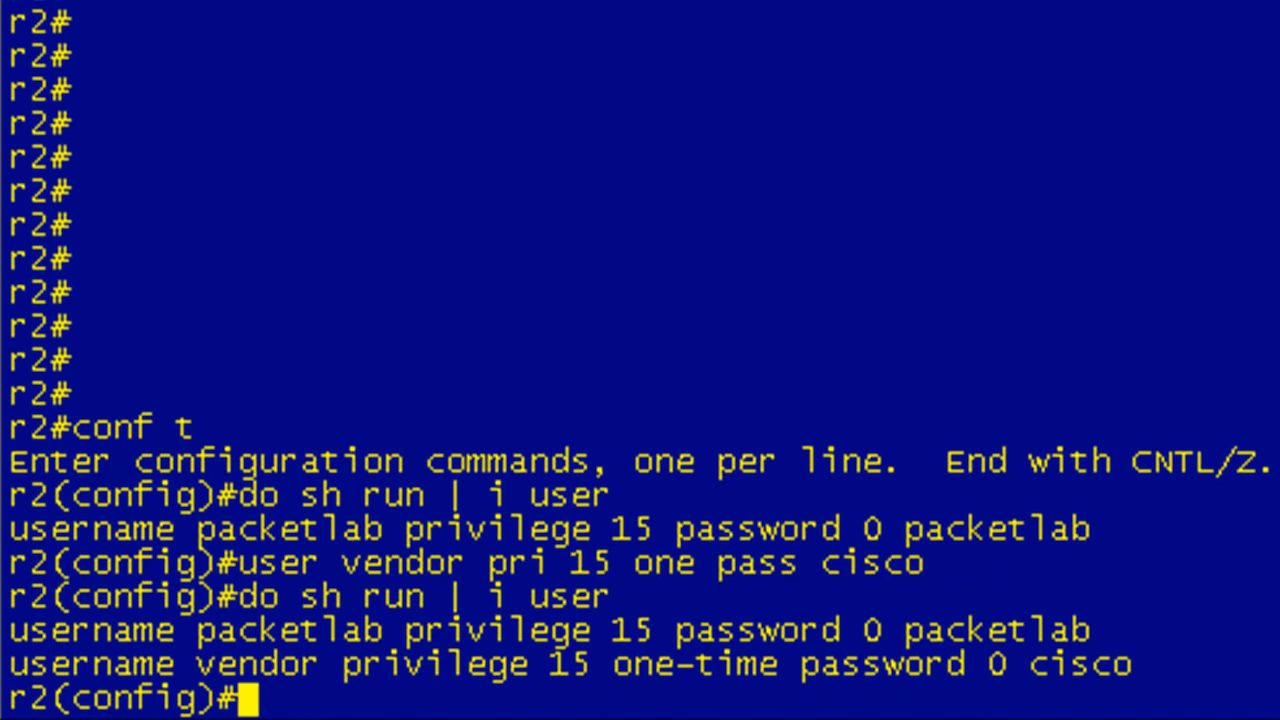 r2#
r2#
r2#
r2#
r2#
r2#
r2#
r2#
r2#
r2#
r2#
r2#
r2#conf t
Enter configuration commands, one per line.  End with CNTL/Z.
r2(config)#do sh run | i user
username packetlab privilege 15 password 0 packetlab
r2(config)#user vendor pri 15 one pass cisco
r2(config)#do sh run | i user
username packetlab privilege 15 password 0 packetlab
username vendor privilege 15 one-time password 0 cisco
r2(config)#